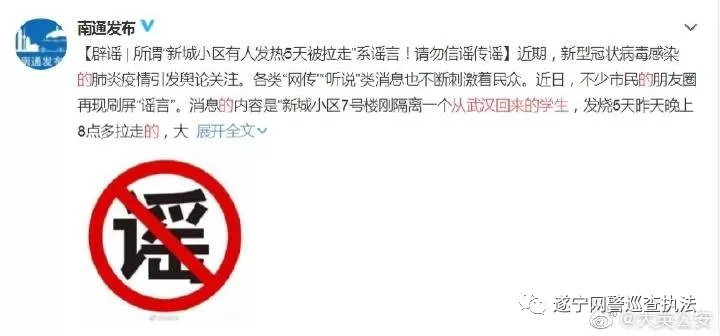 南通发布
南通发布
【辟谣 | 所谓“新城小区有人发热5天被拉走”系谣言！请勿信谣传谣】近期，新型冠状病毒感染
的肺炎疫情引发舆论关注。各类“网传”“听说”类消息也不断刺激着民众。近日，不少市民的朋友圈
再现刷屏“谣言”。消息的内容是“新城小区7号楼刚隔离一个从武汉回来的学生，发烧5天昨天晚上
8点多拉走的，大 展开全文
谣
遂宁网警巡查执法
@大英公安